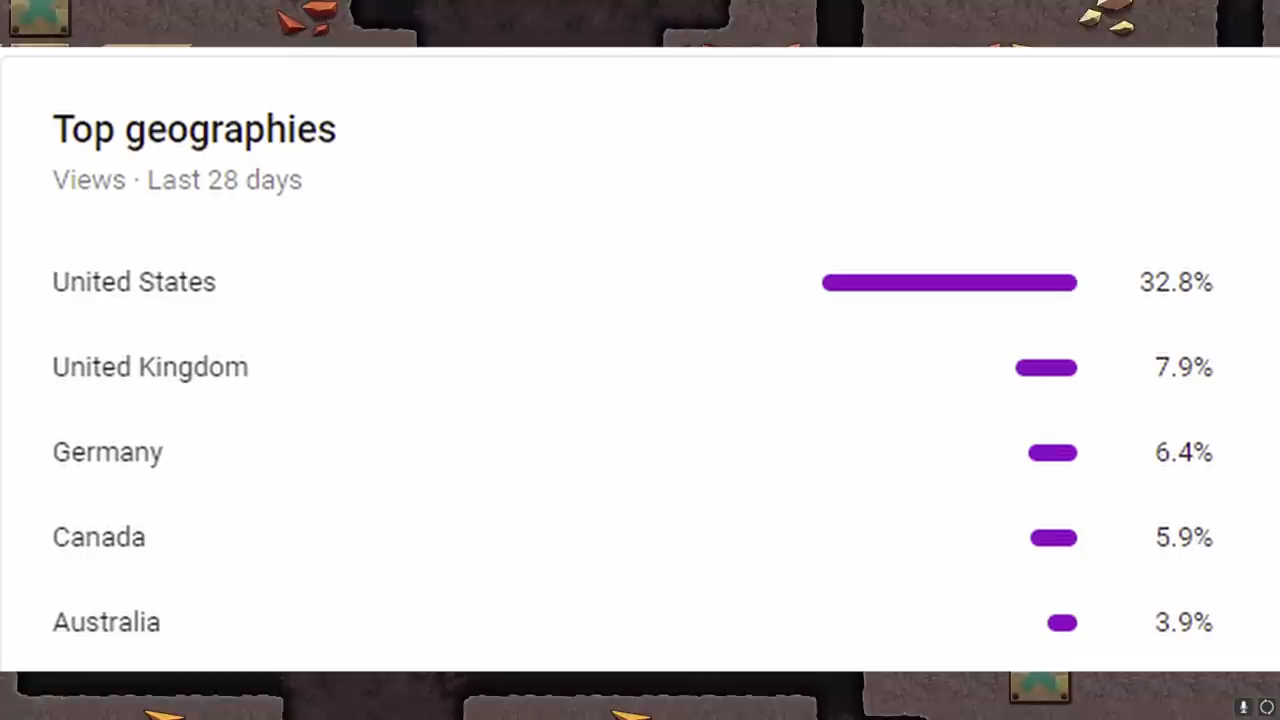 Top geographies
Views · Last 28 days
United States 32.8%
United Kingdom 7.9%
Germany 6.4%
Canada 5.9%
Australia 3.9%